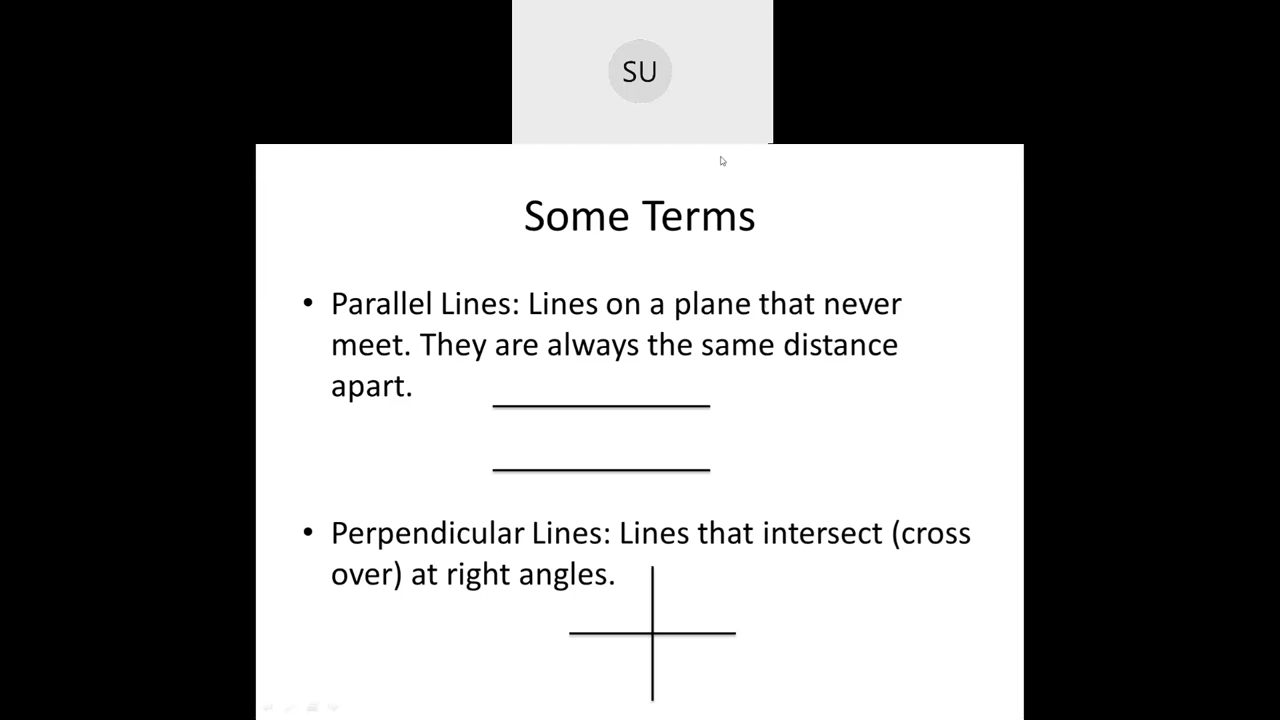 SU
Some Terms
• Parallel Lines: Lines on a plane that never
meet. They are always the same distance
apart.
• Perpendicular Lines: Lines that intersect (cross
over) at right angles.